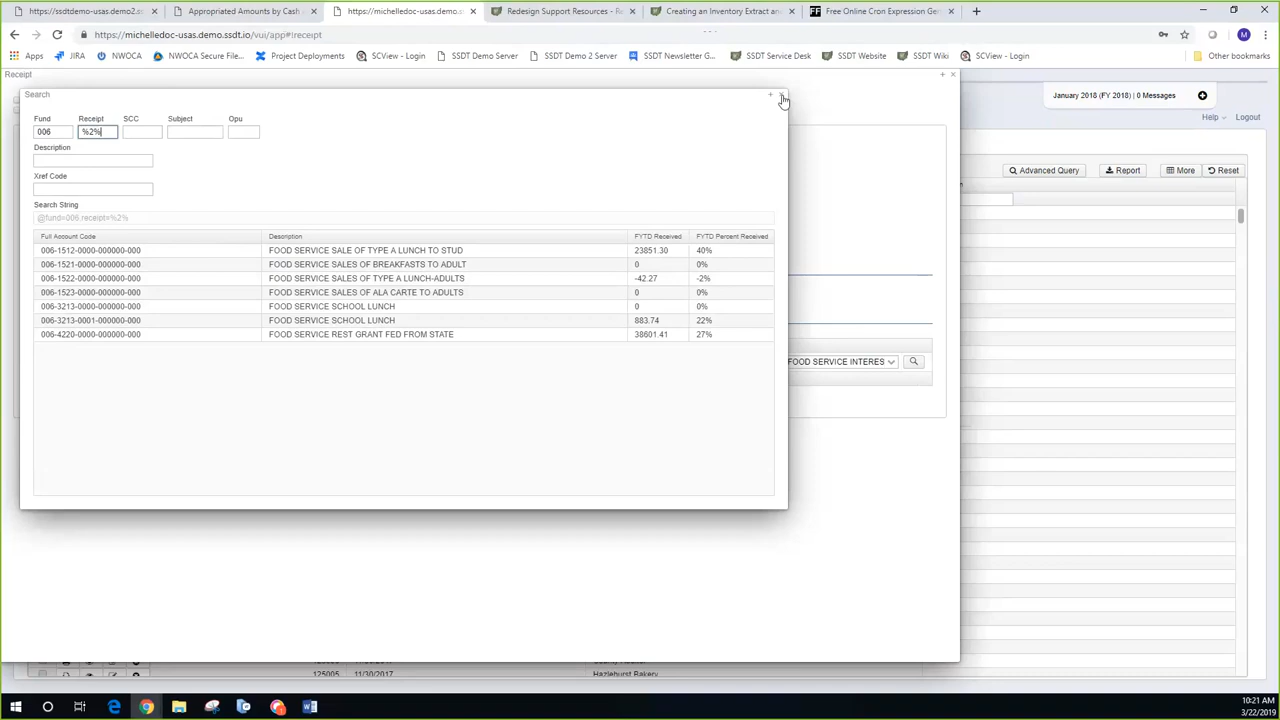 https://ssdtdemo-usas.demo2.ss
Appropriated Amounts by Cash
https://michelledoc-usas.demo.
Redesign Support Resources - Re
Creating an Inventory Extract an
Free Online Cron Expression Ge
https://michelledoc-usas.demo.ssdt.io/vui/app#!receipt
Apps
JIRA
NWOCA
NWOCA Secure File...
Project Deployments
SCView - Login
SSDT Demo Server
SSDT Demo 2 Server
SSDT Newsletter G...
SSDT Service Desk
SSDT Website
SSDT Wiki
SCView - Login
Other bookmarks
Receipt
Search
January 2018 (FY 2018) | 0 Messages
Help
Logout
Fund
Receipt
SCC
Subject
Opu
006
%2%
Description
Xref Code
Advanced Query
Report
More
Reset
Search String
@fund=006,receipt=%2%
Full Account Code
Description
FYTD Received
FYTD Percent Received
006-1512-0000-000000-000 FOOD SERVICE SALE OF TYPE A LUNCH TO STUD 23851.30 40%
006-1521-0000-000000-000 FOOD SERVICE SALES OF BREAKFASTS TO ADULT 0 0%
006-1522-0000-000000-000 FOOD SERVICE SALES OF TYPE A LUNCH-ADULTS -42.27 -2%
006-1523-0000-000000-000 FOOD SERVICE SALES OF ALA CARTE TO ADULTS 0 0%
006-3213-0000-000000-000 FOOD SERVICE SCHOOL LUNCH 0 0%
006-3213-0001-000000-000 FOOD SERVICE SCHOOL LUNCH 883.74 22%
006-4220-0000-000000-000 FOOD SERVICE REST GRANT FED FROM STATE 38601.41 27%
FOOD SERVICE INTERES
125005 11/30/2017 Hazlehurst Bakery
10:21 AM
3/22/2019